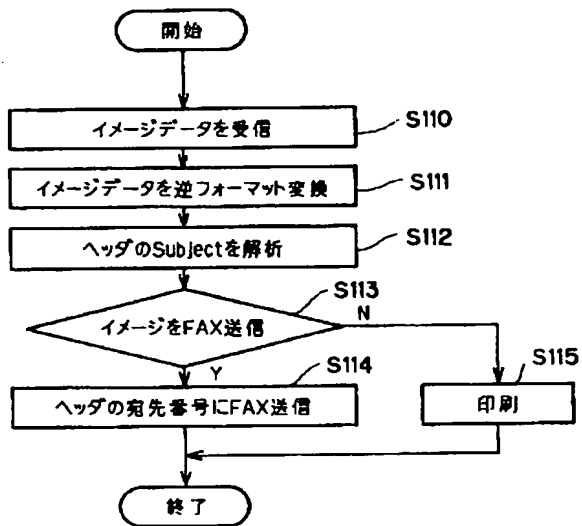 開始
イメージデータを受信
S110
イメージデータを逆フォーマット変換
S111
ヘッダのSubjectを解析
S112
イメージをFAX送信
S113
N
Y
ヘッダの宛先番号にFAX送信
S114
印刷
S115
終了